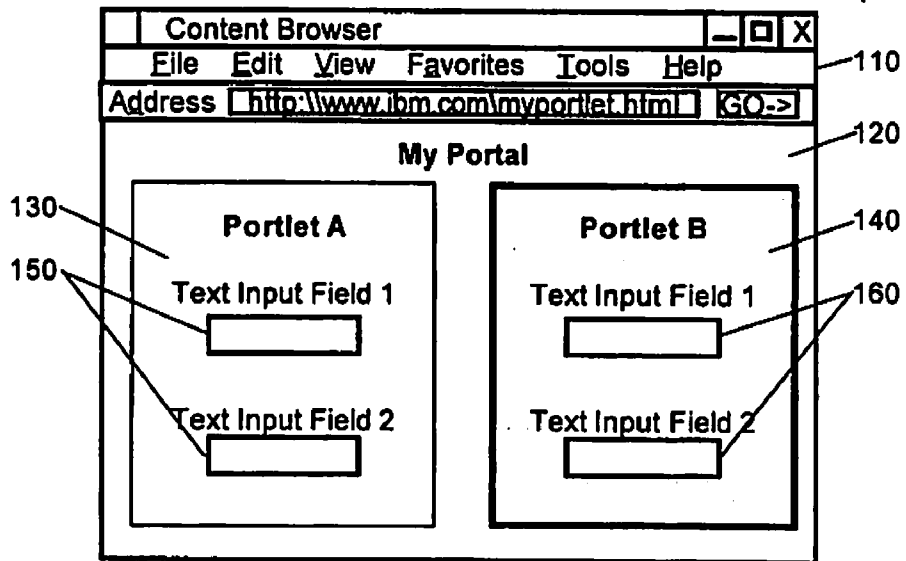 Content Browser
File Edit View Favorites Tools Help
110
Address http:\\www.ibm.com\myportlet.html GO->
120
My Portal
130
Portlet A
Portlet B
140
150
Text Input Field 1
Text Input Field 1
160
Text Input Field 2
Text Input Field 2